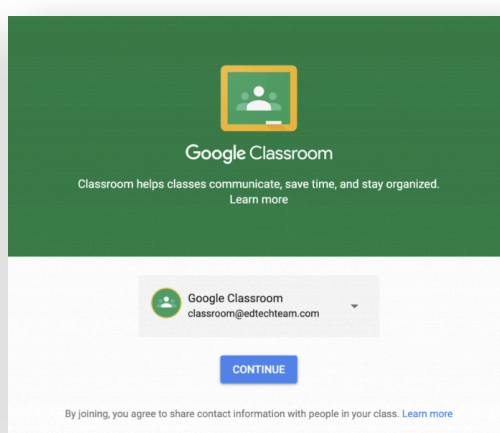 Google Classroom
Classroom helps classes communicate, save time, and stay organized.
Learn more
Google Classroom
classroom@edtechteam.com
CONTINUE
By joining, you agree to share contact information with people in your class. Learn more